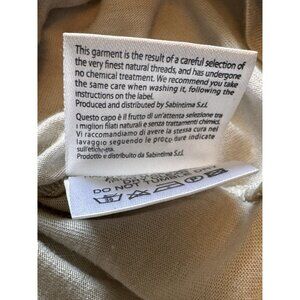 This garment is the result of a careful selection of
the very finest natural threads, and has undergone
no chemical treatment. We recommend you take
the same care when washing it, following the
instructions on the label.
Produced and distributed by Sabintima S.r.l.
Questo capo è il frutto di un'attenta selezione tra
i migliori filati naturali e senza trattamenti chimici.
Vi raccomandiamo di avere la stessa cura nel
lavaggio seguendo le procedure indicate
sull'etichetta.
Prodotto e distribuito da Sabintima S.r.l.
DO NOT TUMBLE